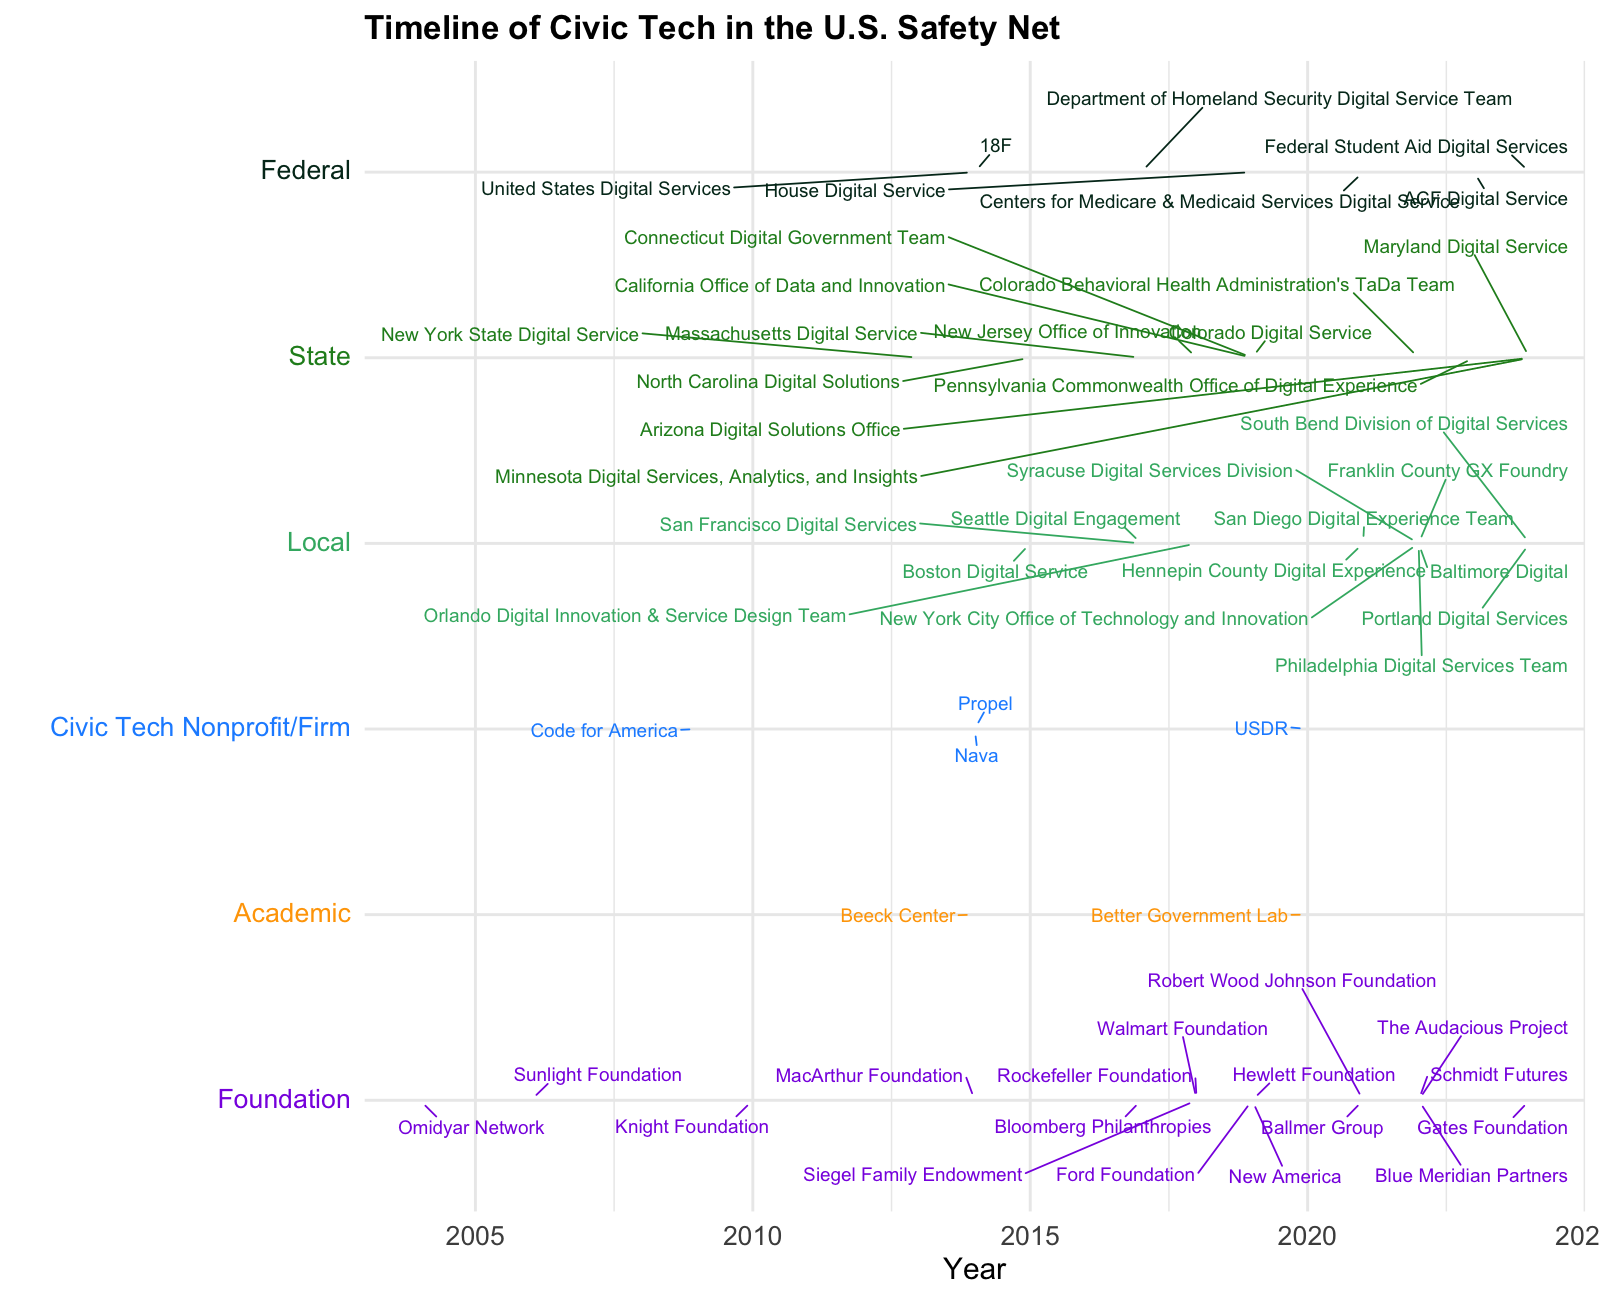 Timeline of Civic Tech in the U.S. Safety Net
Department of Homeland Security Digital Service Team
18F
Federal Student Aid Digital Services
Federal
United States Digital Services
House Digital Service
Centers for Medicare & Medicaid Services Digital Service
ACF Digital Service
Connecticut Digital Government Team
Maryland Digital Service
California Office of Data and Innovation
Colorado Behavioral Health Administration's TaDa Team
New York State Digital Service
Massachusetts Digital Service
New Jersey Office of Innovation
Colorado Digital Service
State
North Carolina Digital Solutions
Pennsylvania Commonwealth Office of Digital Experience
Arizona Digital Solutions Office
South Bend Division of Digital Services
Minnesota Digital Services, Analytics, and Insights
Syracuse Digital Services Division
Franklin County GX Foundry
San Francisco Digital Services
Seattle Digital Engagement
San Diego Digital Experience Team
Local
Boston Digital Service
Hennepin County Digital Experience
Baltimore Digital
Orlando Digital Innovation & Service Design Team
New York City Office of Technology and Innovation
Portland Digital Services
Philadelphia Digital Services Team
Propel
Civic Tech Nonprofit/Firm
Code for America
USDR
Nava
Academic
Beeck Center
Better Government Lab
Robert Wood Johnson Foundation
Walmart Foundation
The Audacious Project
Sunlight Foundation
MacArthur Foundation
Rockefeller Foundation
Hewlett Foundation
Schmidt Futures
Foundation
Omidyar Network
Knight Foundation
Bloomberg Philanthropies
Ballmer Group
Gates Foundation
Siegel Family Endowment
Ford Foundation
New America
Blue Meridian Partners
2005
2010
2015
2020
202
Year